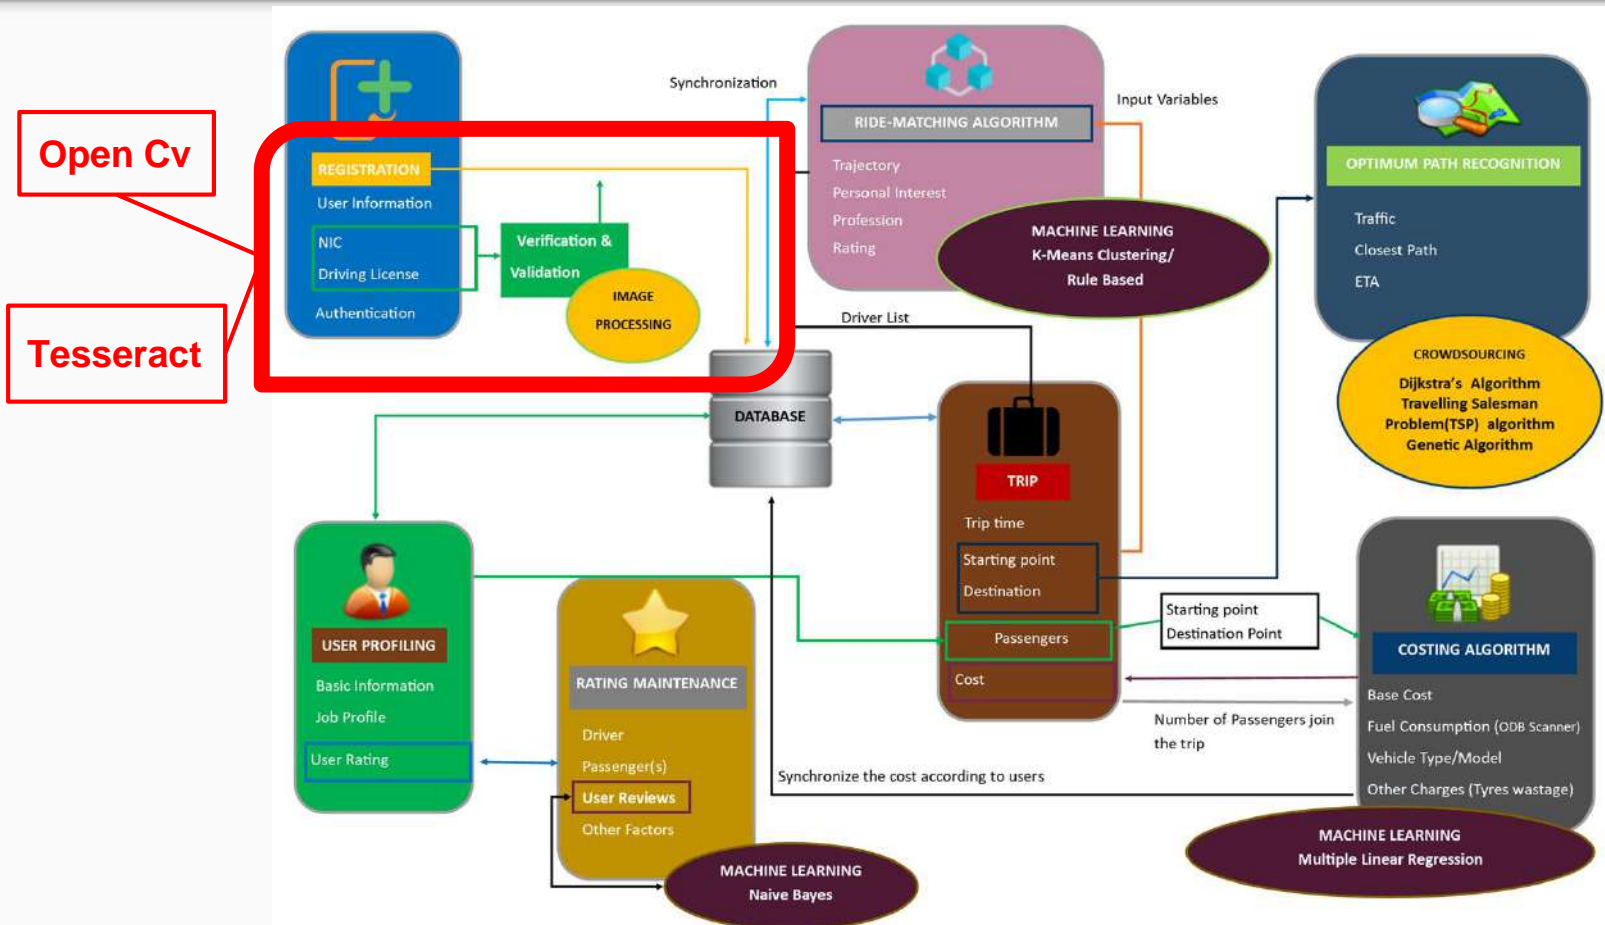 Open Cv
Tesseract
REGISTRATION
User Information
NIC
Driving License
Authentication
Verification &
Validation
IMAGE
PROCESSING
Synchronization
RIDE-MATCHING ALGORITHM
Trajectory
Personal Interest
Profession
Rating
MACHINE LEARNING
K-Means Clustering/
Rule Based
Input Variables
OPTIMUM PATH RECOGNITION
Traffic
Closest Path
ETA
CROWDSOURCING
Dijkstra's Algorithm
Travelling Salesman
Problem(TSP) algorithm
Genetic Algorithm
Driver List
DATABASE
TRIP
Trip time
Starting point
Destination
Passengers
Cost
Starting point
Destination Point
Number of Passengers join
the trip
Synchronize the cost according to users
USER PROFILING
Basic Information
Job Profile
User Rating
RATING MAINTENANCE
Driver
Passenger(s)
User Reviews
Other Factors
MACHINE LEARNING
Naive Bayes
COSTING ALGORITHM
Base Cost
Fuel Consumption (ODB Scanner)
Vehicle Type/Model
Other Charges (Tyres wastage)
MACHINE LEARNING
Multiple Linear Regression